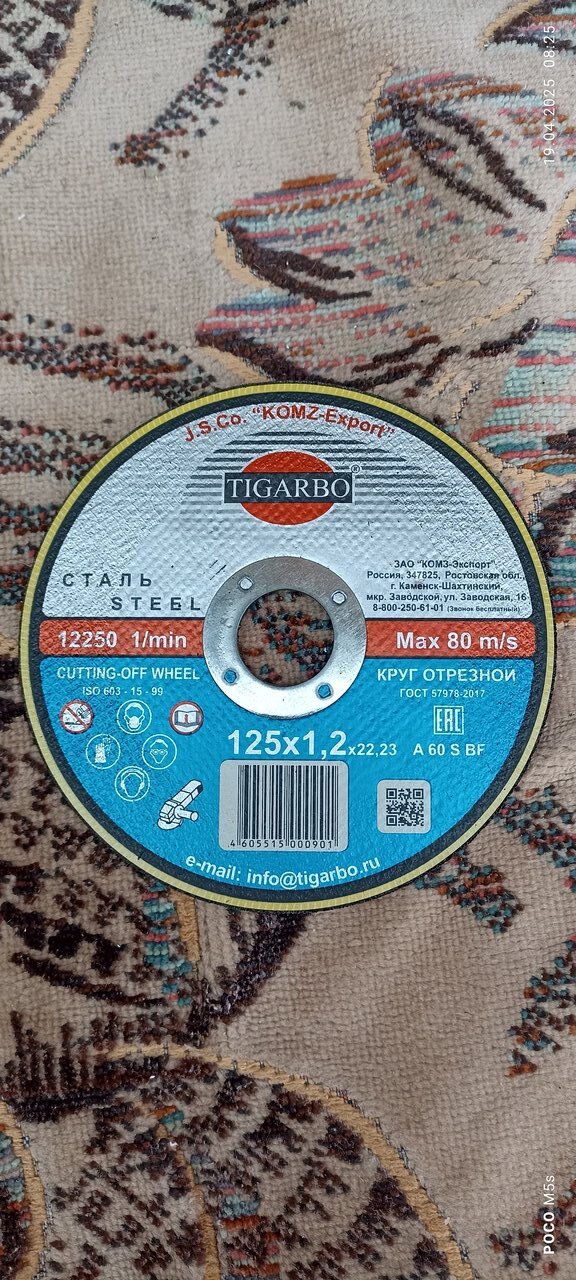 19.04.2025 08:25
J.S.Co. "KOMZ-Export"
TIGARBO®
СТАЛЬ
STEEL
ЗАО "КОМЗ-Экспорт"
Россия, 347825, Ростовская обл.,
г. Каменск-Шахтинский,
мкр. Заводской, ул. Заводская, 16
8-800-250-61-01 (Звонок бесплатный)
12250 1/min
Max 80 m/s
CUTTING-OFF WHEEL
ISO 603 - 15 - 99
КРУГ ОТРЕЗНОЙ
ГОСТ 57978-2017
EAC
125x1,2x22,23
A 60 S BF
4 605515 000901
e-mail: info@tigarbo.ru
POCO M5s